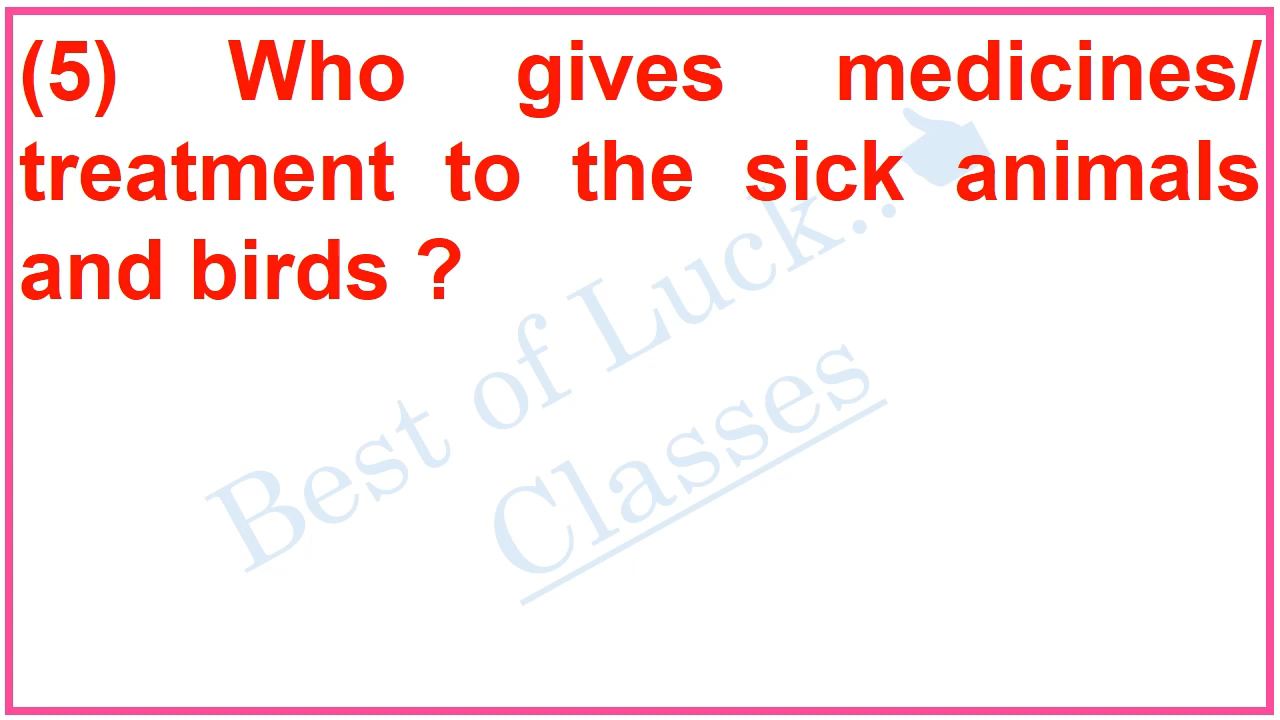 (5) Who gives medicines/
treatment to the sick animals
and birds ?
Best of Luck..
Classes